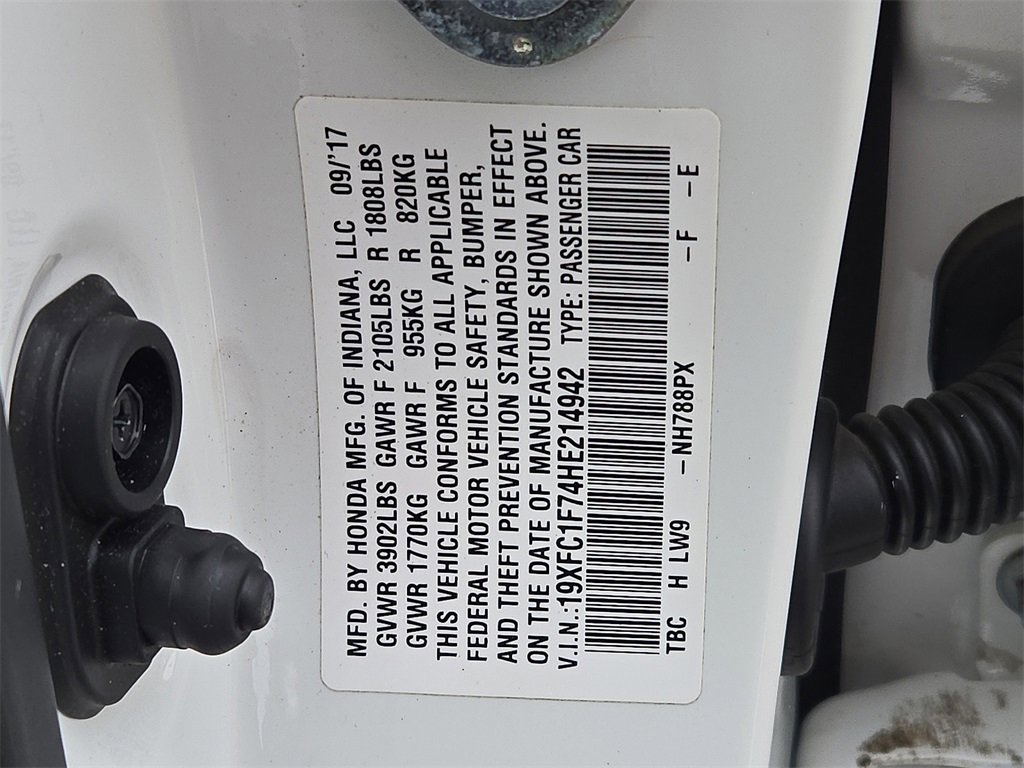 MFD. BY HONDA MFG. OF INDIANA, LLC 09/'17
GVWR 3902LBS GAWR F 2105LBS R 1808LBS
GVWR 1770KG GAWR F 955KG R 820KG
THIS VEHICLE CONFORMS TO ALL APPLICABLE
FEDERAL MOTOR VEHICLE SAFETY, BUMPER,
AND THEFT PREVENTION STANDARDS IN EFFECT
ON THE DATE OF MANUFACTURE SHOWN ABOVE.
V.I.N.:19XFC1F74HE214942 TYPE: PASSENGER CAR
TBC H LW9 -NH788PX -F -E